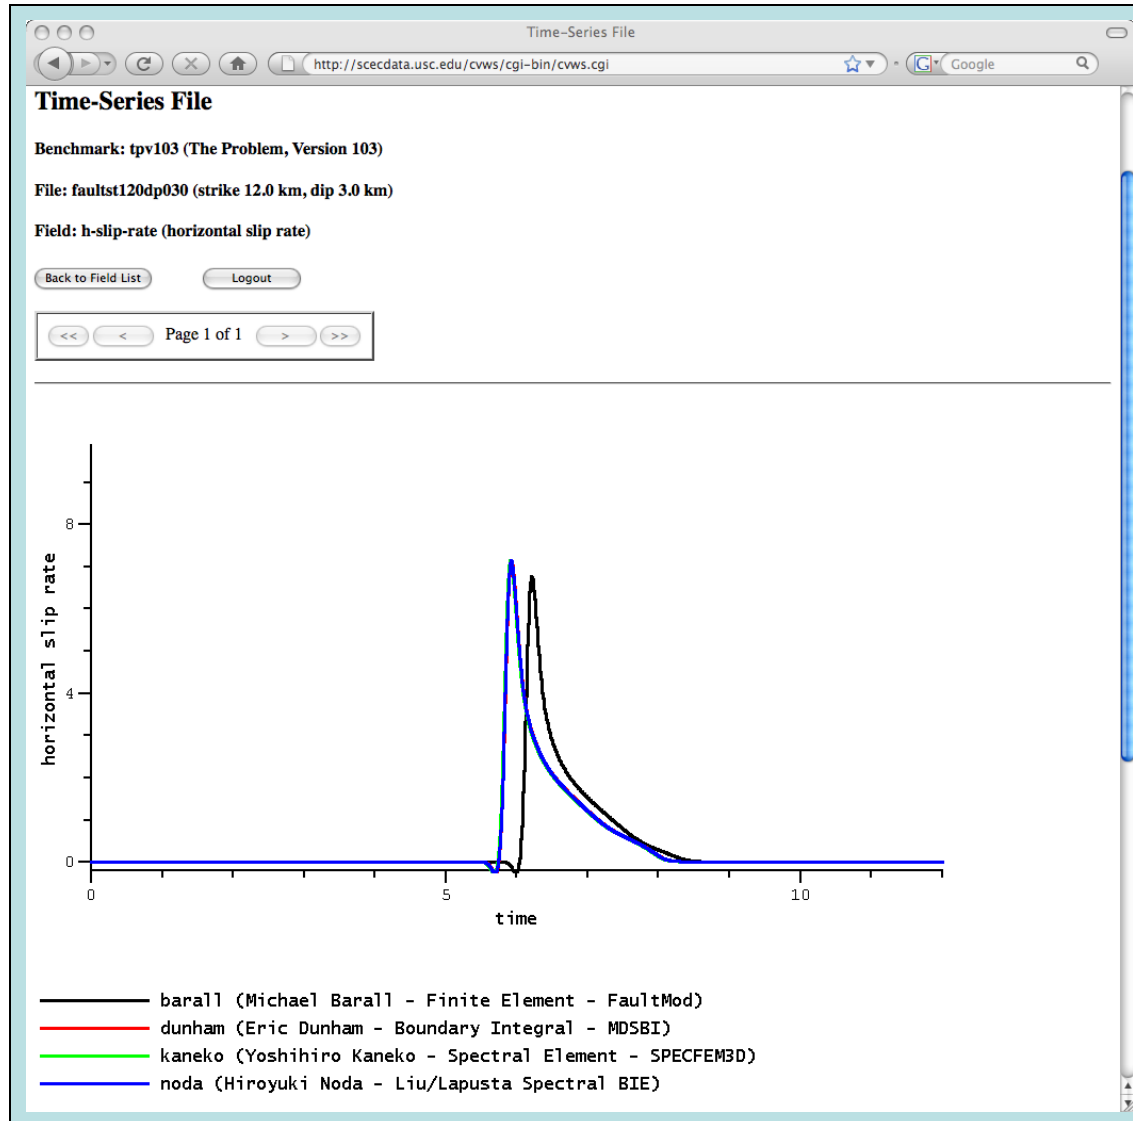 Time-Series File
http://scecdata.usc.edu/cvws/cgi-bin/cvws.cgi
Google
Time-Series File
Benchmark: tpv103 (The Problem, Version 103)
File: faultst120dp030 (strike 12.0 km, dip 3.0 km)
Field: h-slip-rate (horizontal slip rate)
Back to Field List Logout
<< < Page 1 of 1 > >>
8
4
0
horizontal slip rate
0 5 10
time
barall (Michael Barall - Finite Element - FaultMod)
dunham (Eric Dunham - Boundary Integral - MDSBI)
kaneko (Yoshihiro Kaneko - Spectral Element - SPECFEM3D)
noda (Hiroyuki Noda - Liu/Lapusta Spectral BIE)